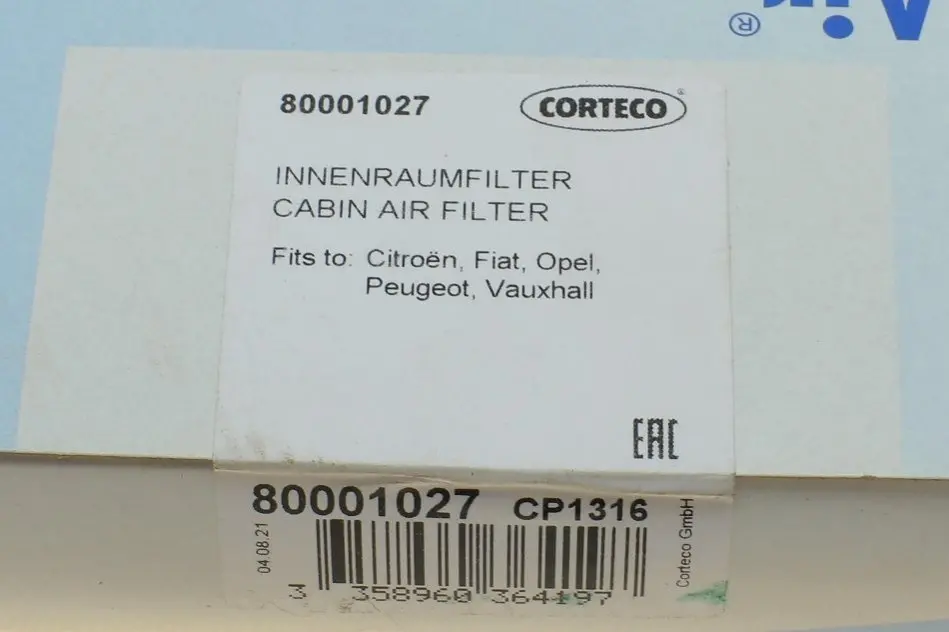 Air®
80001027
CORTECO®
INNENRAUMFILTER
CABIN AIR FILTER
Fits to: Citroën, Fiat, Opel,
Peugeot, Vauxhall
EAC
80001027 CP1316
04.08.21
Corteco GmbH
3 358960 364197